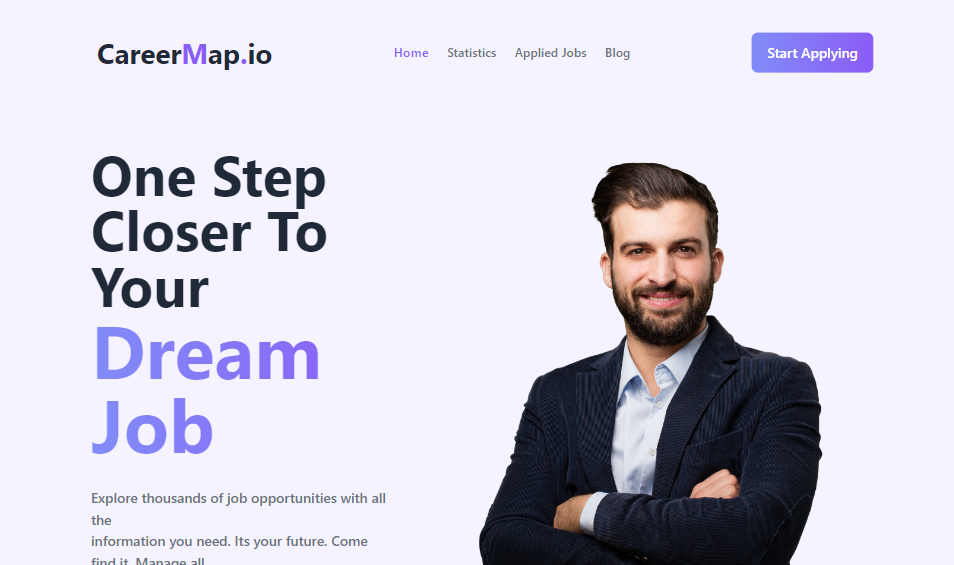 CareerMap.io
Home Statistics Applied Jobs Blog
Start Applying
One Step
Closer To
Your
Dream
Job
Explore thousands of job opportunities with all
the
information you need. Its your future. Come
find it. Manage all